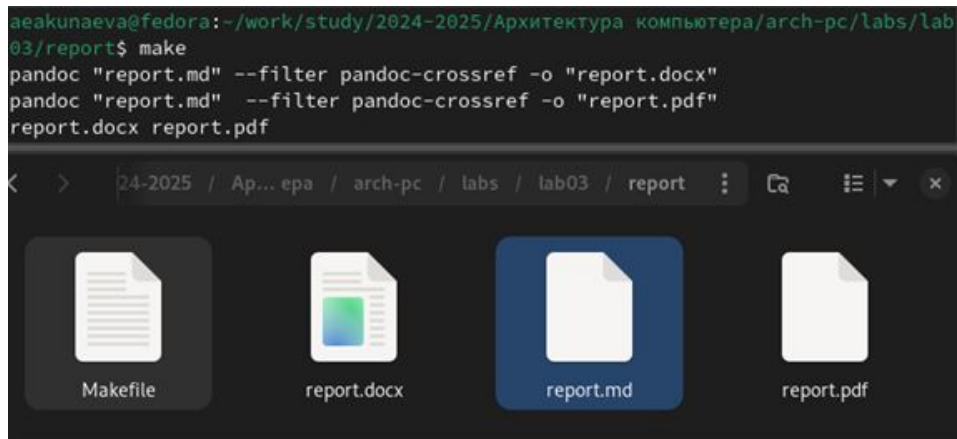 aeakunaeva@fedora:~/work/study/2024-2025/Архитектура компьютера/arch-pc/labs/lab
03/report$ make
pandoc "report.md" --filter pandoc-crossref -o "report.docx"
pandoc "report.md"  --filter pandoc-crossref -o "report.pdf"
report.docx report.pdf
24-2025 / Ap... epa / arch-pc / labs / lab03 / report
Makefile report.docx report.md report.pdf